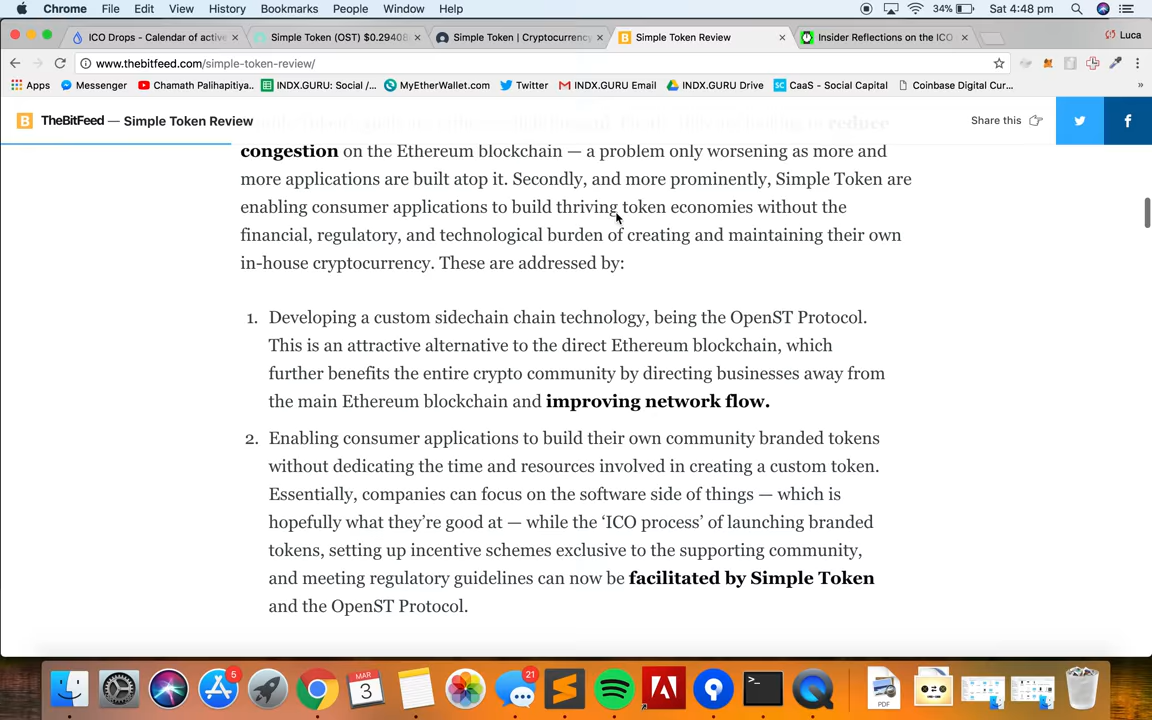 Chrome File Edit View History Bookmarks People Window Help 34% Sat 4:48 pm
ICO Drops - Calendar of active
Simple Token (OST) $0.29408
Simple Token | Cryptocurrency
Simple Token Review
Insider Reflections on the ICO
Luca
www.thebitfeed.com/simple-token-review/
Apps Messenger Chamath Palihapitiya... INDX.GURU: Social /... MyEtherWallet.com Twitter INDX.GURU Email INDX.GURU Drive CaaS - Social Capital Coinbase Digital Cur... »
TheBitFeed — Simple Token Review
Share this
reduce
congestion on the Ethereum blockchain — a problem only worsening as more and
more applications are built atop it. Secondly, and more prominently, Simple Token are
enabling consumer applications to build thriving token economies without the
financial, regulatory, and technological burden of creating and maintaining their own
in-house cryptocurrency. These are addressed by:
1. Developing a custom sidechain chain technology, being the OpenST Protocol.
This is an attractive alternative to the direct Ethereum blockchain, which
further benefits the entire crypto community by directing businesses away from
the main Ethereum blockchain and improving network flow.
2. Enabling consumer applications to build their own community branded tokens
without dedicating the time and resources involved in creating a custom token.
Essentially, companies can focus on the software side of things — which is
hopefully what they're good at — while the 'ICO process' of launching branded
tokens, setting up incentive schemes exclusive to the supporting community,
and meeting regulatory guidelines can now be facilitated by Simple Token
and the OpenST Protocol.
5
MAR
3
21
PDF